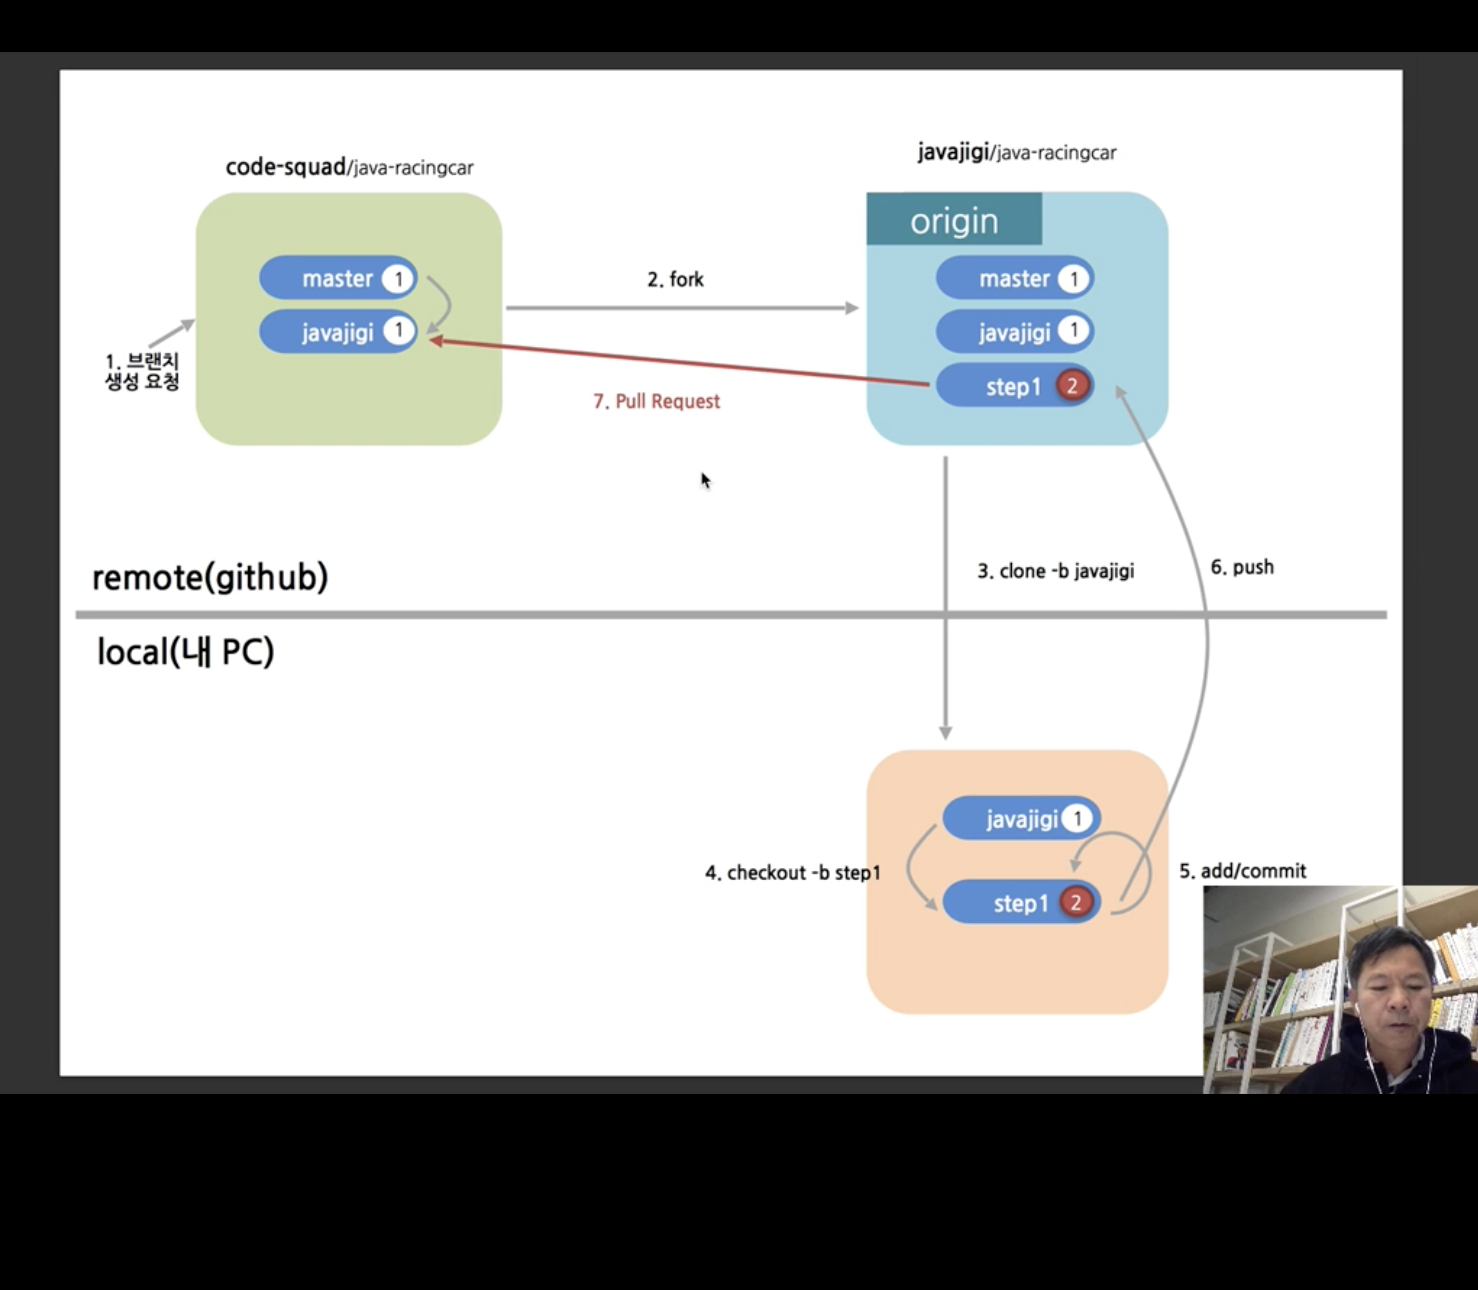 code-squad/java-racingcar
javajigi/java-racingcar
origin
master 1
javajigi 1
master 1
javajigi 1
step1 2
1. 브랜치
생성 요청
2. fork
7. Pull Request
remote(github)
3. clone -b javajigi
6. push
local(내 PC)
javajigi 1
4. checkout -b step1
step1 2
5. add/commit